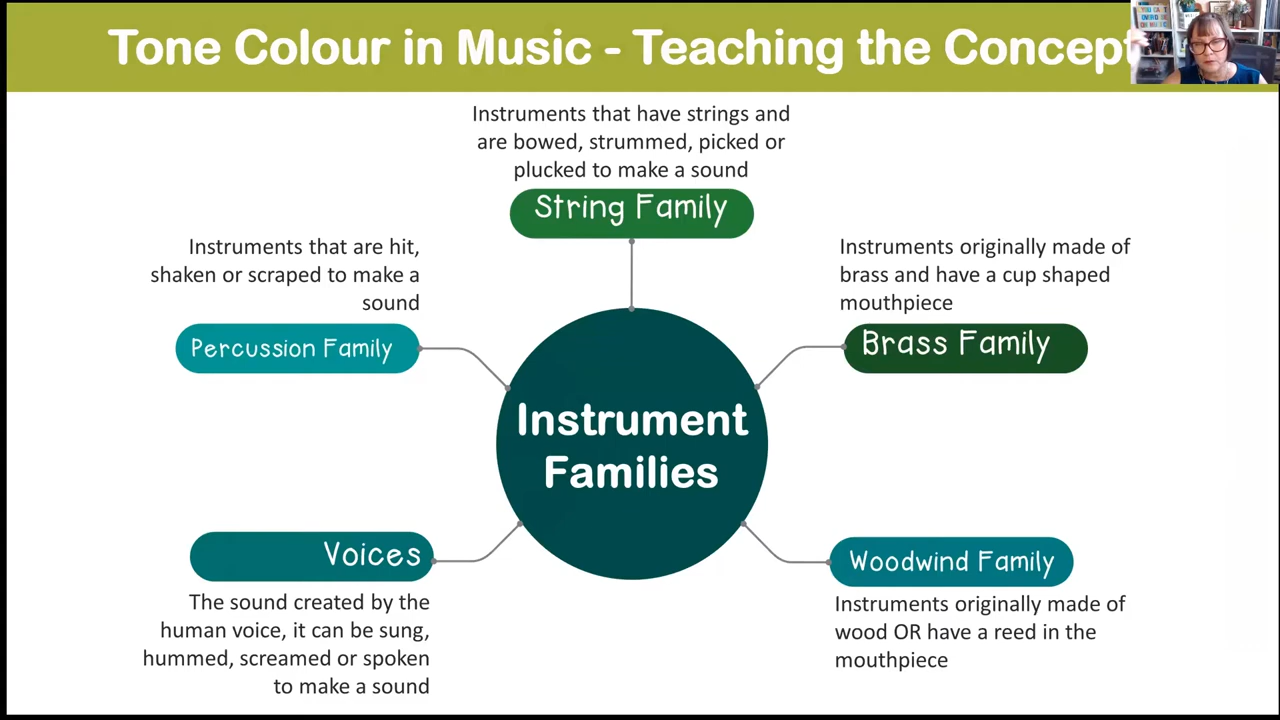 Tone Colour in Music - Teaching the Concept
Instruments that have strings and
are bowed, strummed, picked or
plucked to make a sound
String Family
Instruments that are hit,
shaken or scraped to make a
sound
Percussion Family
Instruments originally made of
brass and have a cup shaped
mouthpiece
Brass Family
Instrument
Families
Voices
The sound created by the
human voice, it can be sung,
hummed, screamed or spoken
to make a sound
Woodwind Family
Instruments originally made of
wood OR have a reed in the
mouthpiece